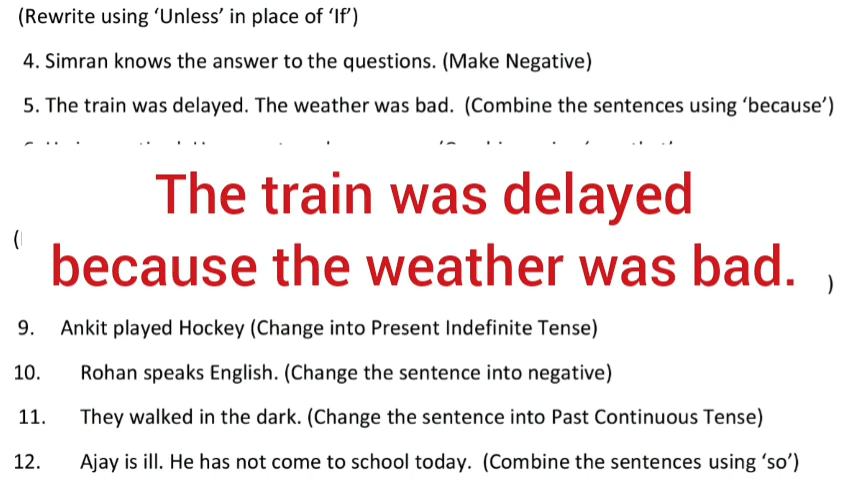 (Rewrite using ‘Unless’ in place of ‘If’)
4. Simran knows the answer to the questions. (Make Negative)
5. The train was delayed. The weather was bad. (Combine the sentences using ‘because’)
The train was delayed
(
because the weather was bad.
)
9. Ankit played Hockey (Change into Present Indefinite Tense)
10. Rohan speaks English. (Change the sentence into negative)
11. They walked in the dark. (Change the sentence into Past Continuous Tense)
12. Ajay is ill. He has not come to school today. (Combine the sentences using ‘so’)